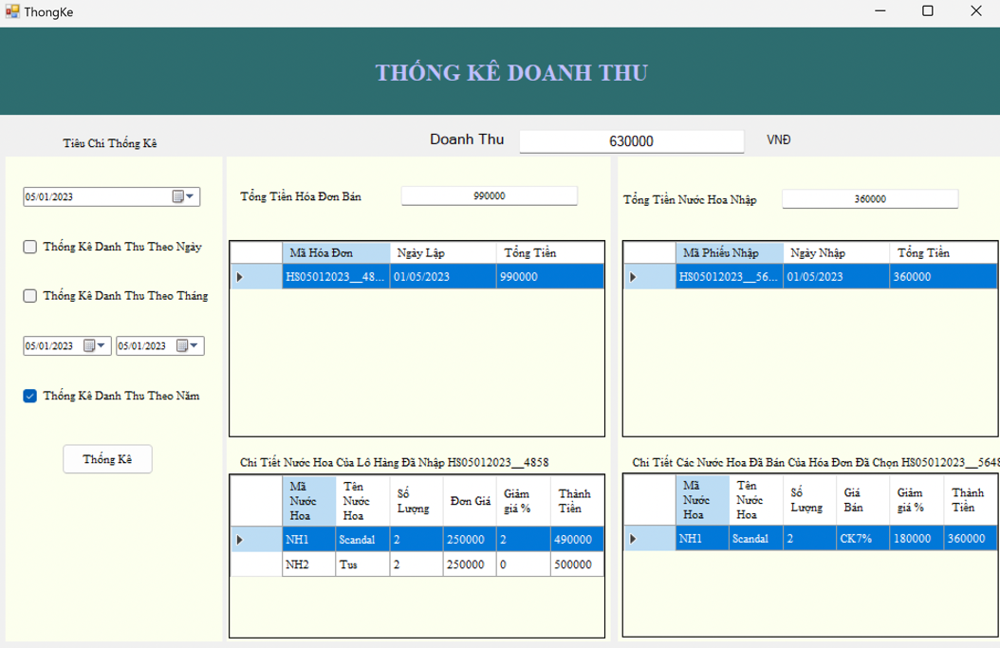 ThongKe
THỐNG KÊ DOANH THU
Tiêu Chi Thống Kê
Doanh Thu 630000 VNĐ
05/01/2023
Thống Kê Danh Thu Theo Ngày
Thống Kê Danh Thu Theo Tháng
05/01/2023 05/01/2023
Thống Kê Danh Thu Theo Năm
Thống Kê
Tổng Tiền Hóa Đơn Bán 990000
Mã Hóa Đơn Ngày Lập Tổng Tiền
HS05012023__48... 01/05/2023 990000
Chi Tiết Nước Hoa Của Lô Hàng Đã Nhập HS05012023__4858
Mã Nước Hoa Tên Nước Hoa Số Lượng Đơn Giá Giảm giá % Thành Tiền
NH1 Scandal 2 250000 2 490000
NH2 Tus 2 250000 0 500000
Tổng Tiền Nước Hoa Nhập 360000
Mã Phiếu Nhập Ngày Nhập Tổng Tiền
HS05012023__56... 01/05/2023 360000
Chi Tiết Các Nước Hoa Đã Bán Của Hóa Đơn Đã Chọn HS05012023__5648
Mã Nước Hoa Tên Nước Hoa Số Lượng Giá Bán Giảm giá % Thành Tiền
NH1 Scandal 2 CK7% 180000 360000